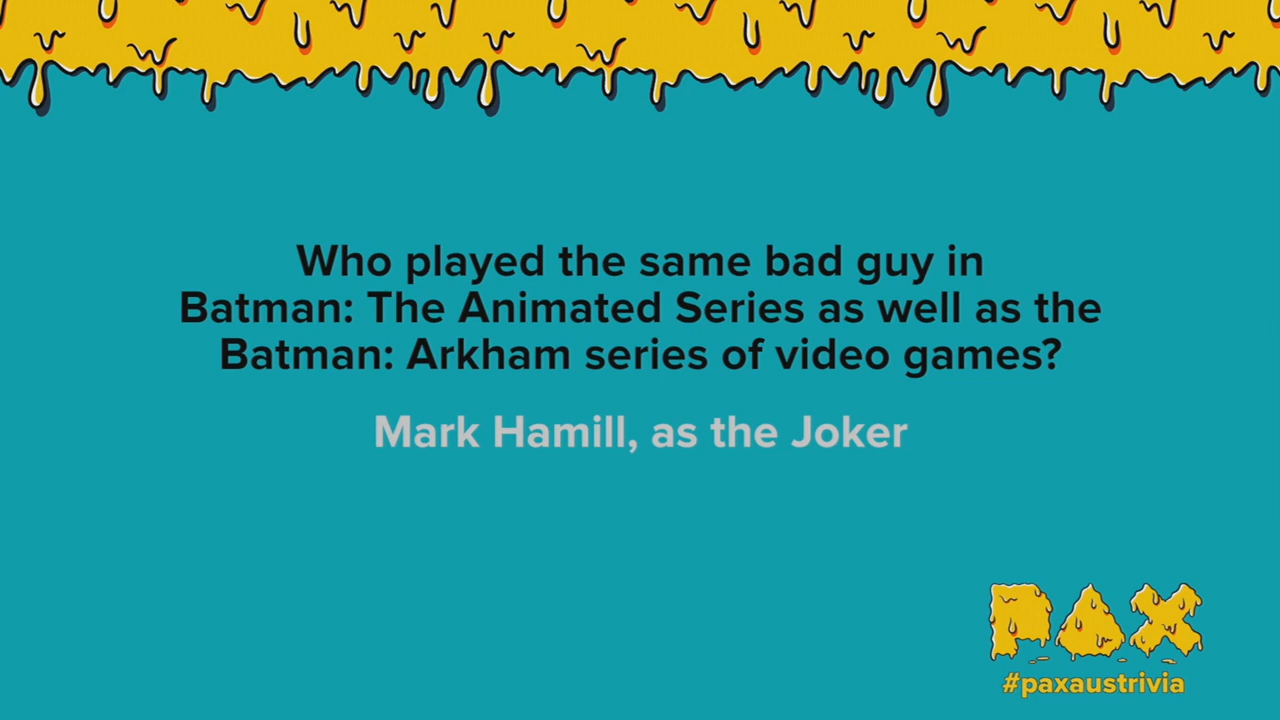 Who played the same bad guy in
Batman: The Animated Series as well as the
Batman: Arkham series of video games?
Mark Hamill, as the Joker
PAX
#paxaustrivia